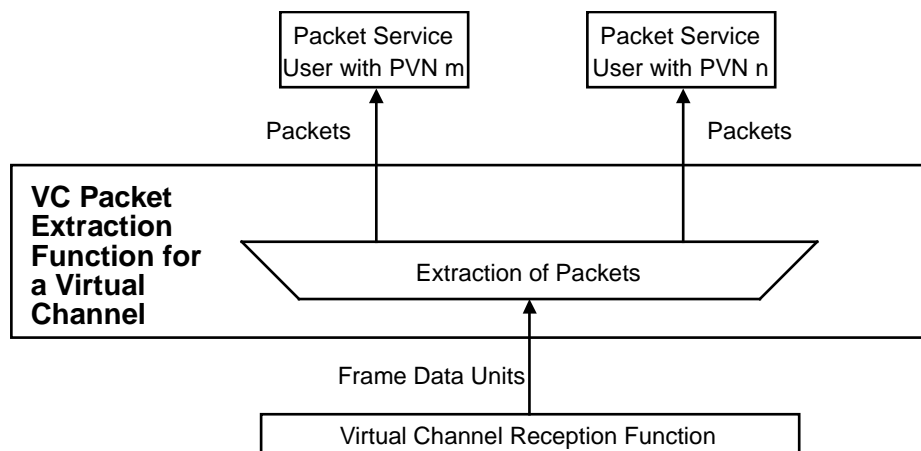 Packet Service
User with PVN m
Packet Service
User with PVN n
Packets
Packets
VC Packet
Extraction
Function for
a Virtual
Channel
Extraction of Packets
Frame Data Units
Virtual Channel Reception Function